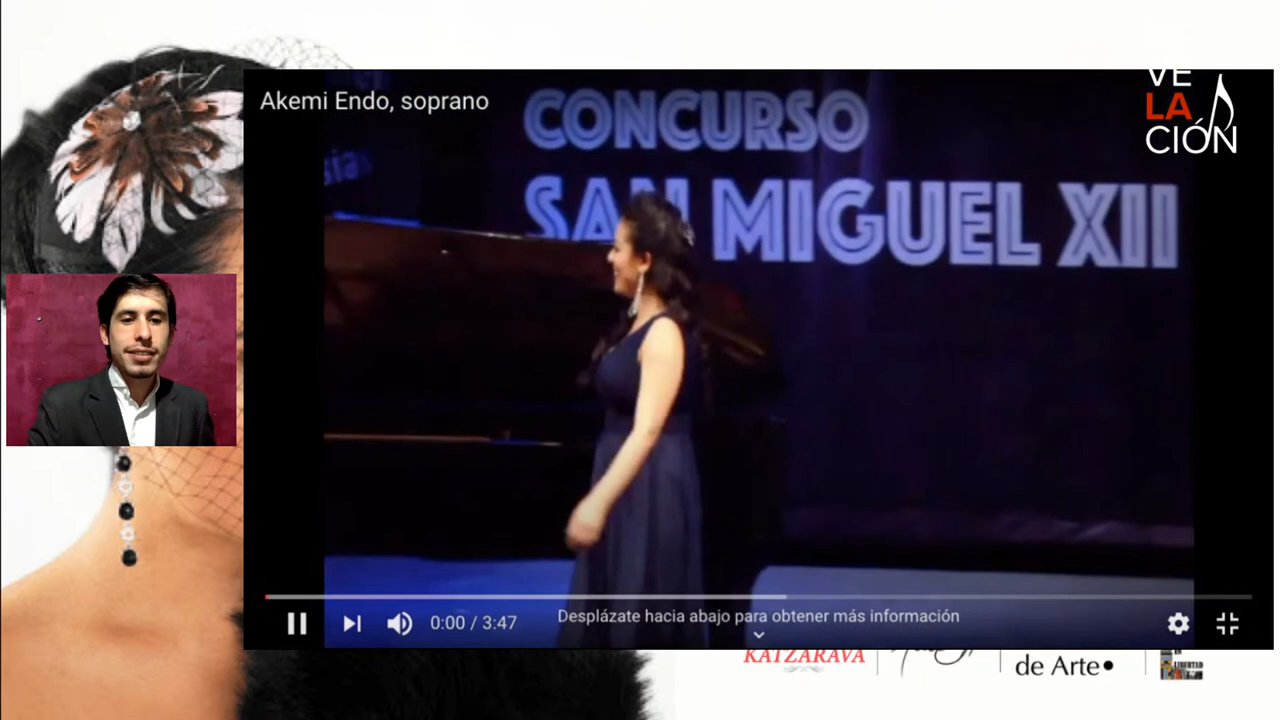 Akemi Endo, soprano
CONCURSO
SAN MIGUEL XII
VE
LA
CIÓN
0:00 / 3:47
Desplázate hacia abajo para obtener más información
KATZARAVA
de Arte
LIBERTAD